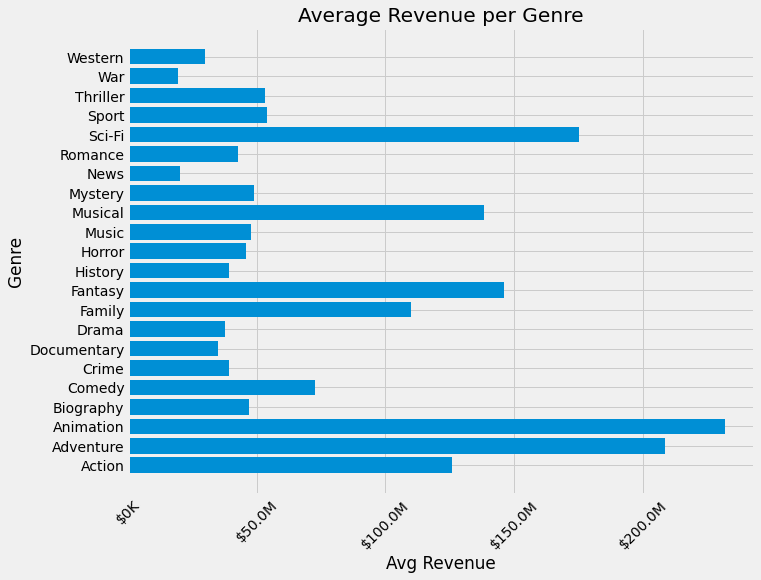 Average Revenue per Genre
Genre
Western
War
Thriller
Sport
Sci-Fi
Romance
News
Mystery
Musical
Music
Horror
History
Fantasy
Family
Drama
Documentary
Crime
Comedy
Biography
Animation
Adventure
Action
$0K
$50.0M
$100.0M
$150.0M
$200.0M
Avg Revenue